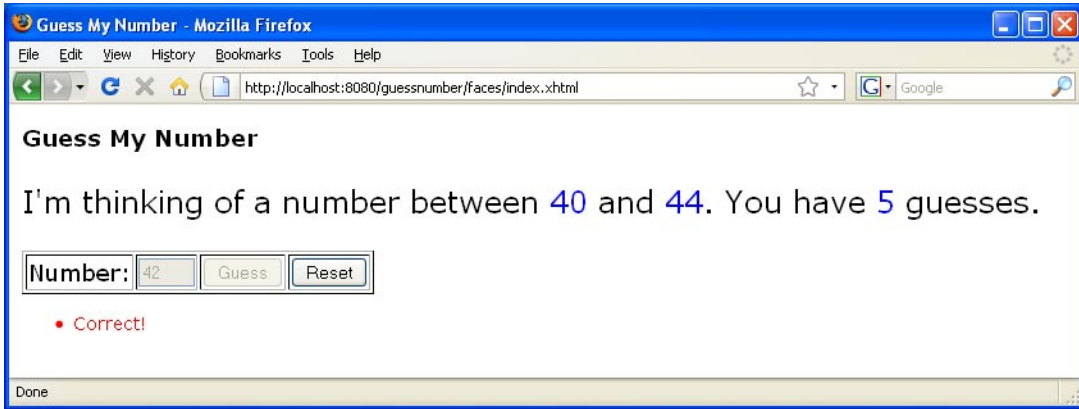 Guess My Number - Mozilla Firefox
File Edit View History Bookmarks Tools Help
http://localhost:8080/guessnumber/faces/index.xhtml G Google
Guess My Number
I'm thinking of a number between 40 and 44. You have 5 guesses.
Number: 42 Guess Reset
• Correct!
Done